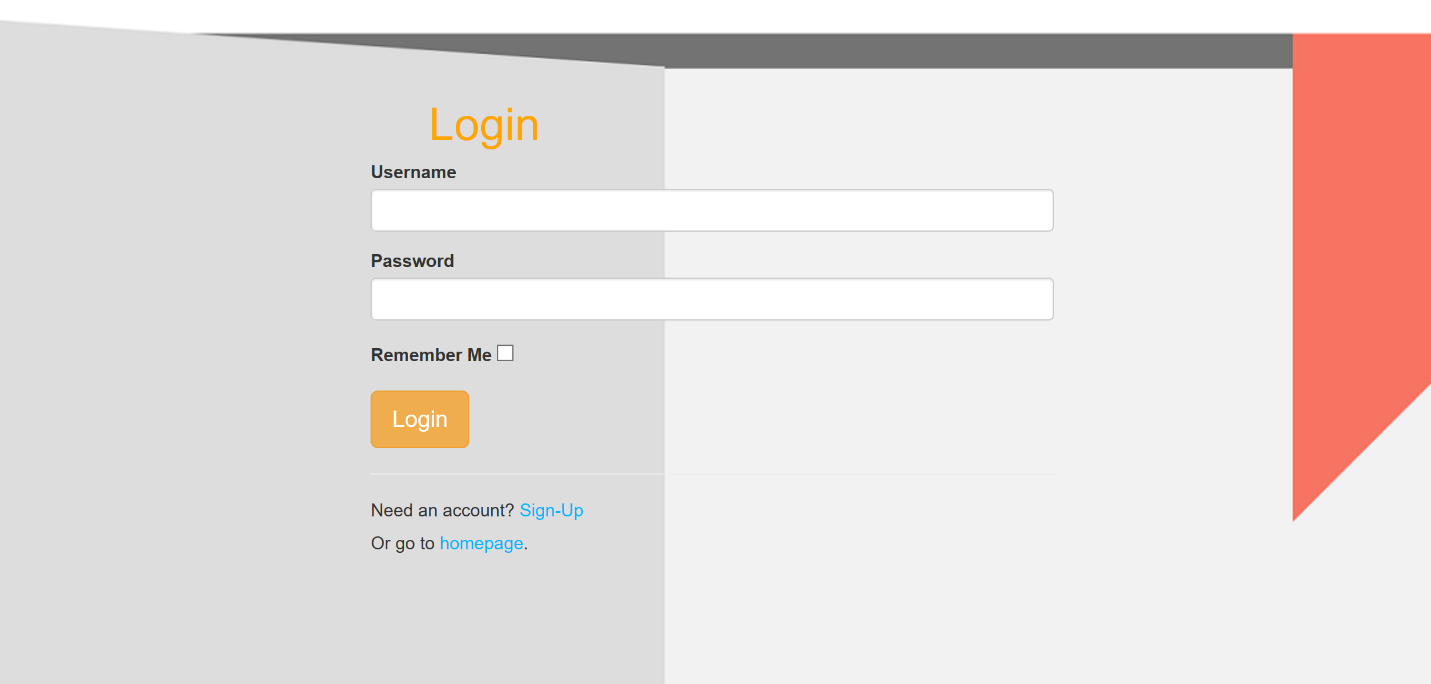 Login
Username
Password
Remember Me
Login
Need an account? Sign-Up
Or go to homepage.